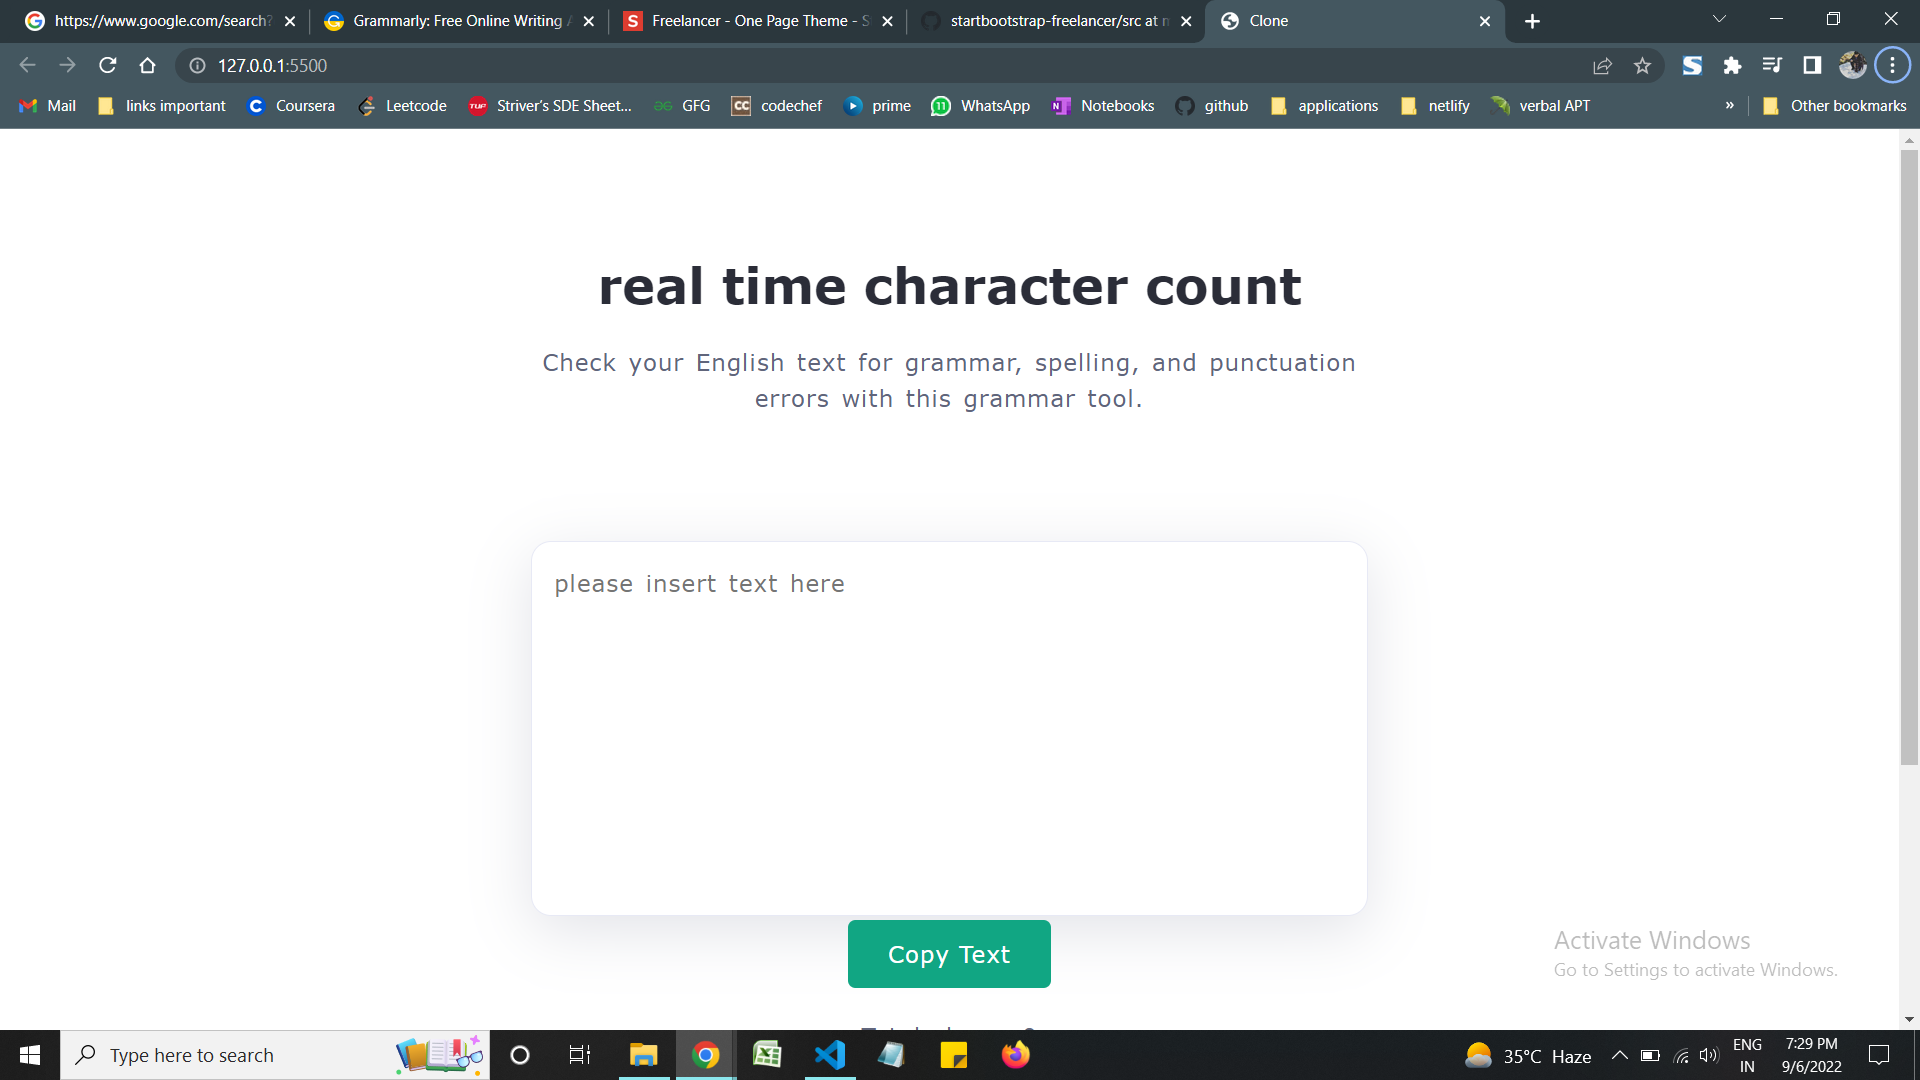 https://www.google.com/search?
Grammarly: Free Online Writing A
Freelancer - One Page Theme - S
startbootstrap-freelancer/src at m
Clone
127.0.0.1:5500
Mail
links important
Coursera
Leetcode
Striver's SDE Sheet...
GFG
codechef
prime
11
WhatsApp
Notebooks
github
applications
netlify
verbal APT
»
Other bookmarks
real time character count
Check your English text for grammar, spelling, and punctuation
errors with this grammar tool.
please insert text here
Copy Text
Activate Windows
Go to Settings to activate Windows.
Type here to search
35°C Haze
ENG
IN
7:29 PM
9/6/2022